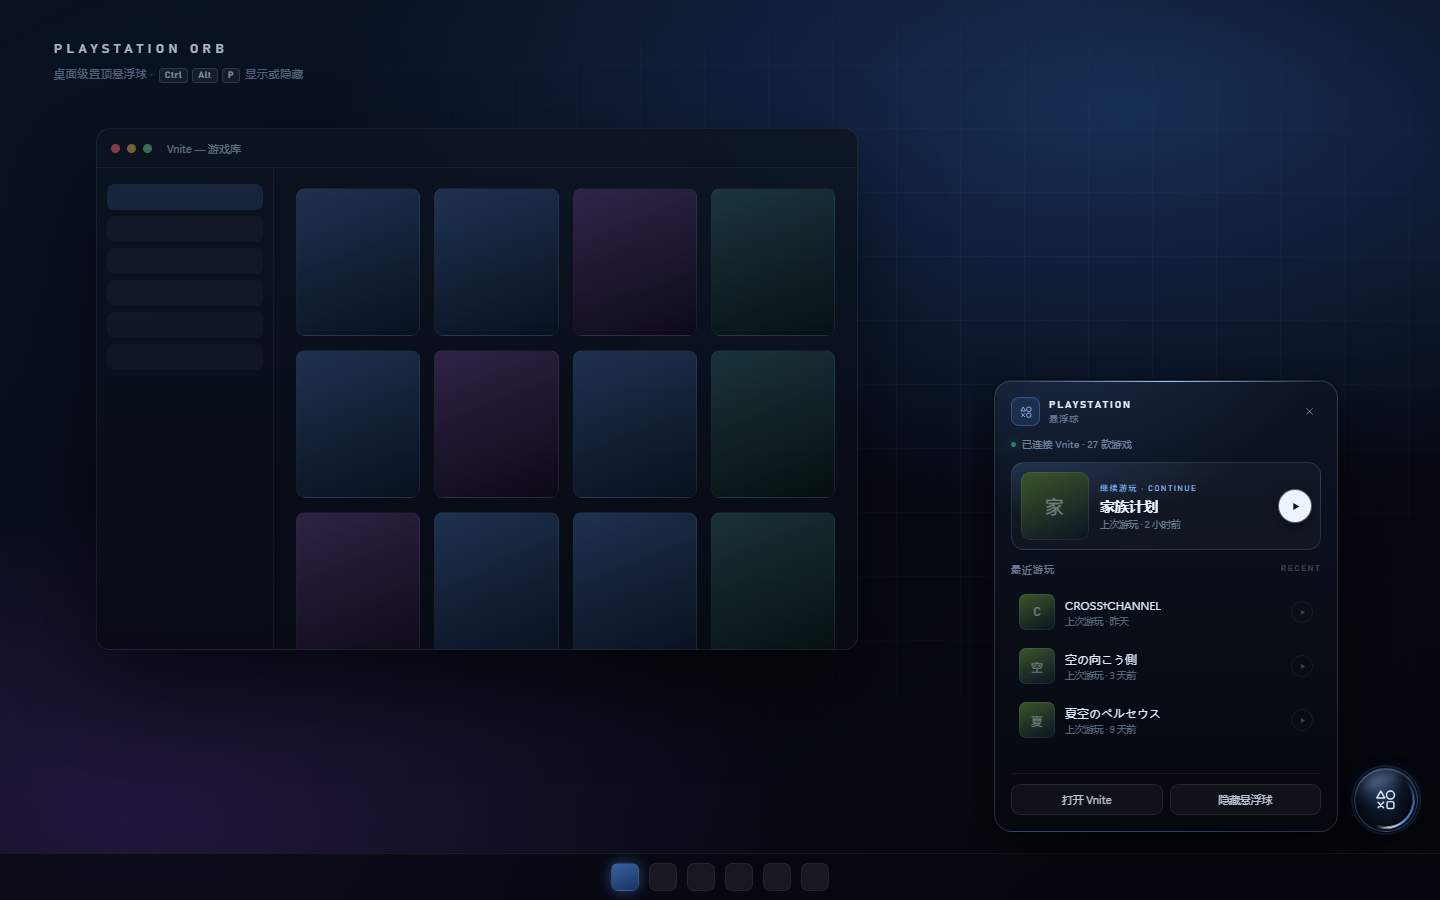 PLAYSTATION ORB
桌面级置顶悬浮球 · Ctrl Alt P 显示或隐藏
Vnite — 游戏库
PLAYSTATION
悬浮球
已连接 Vnite · 27 款游戏
家
继续游玩 · CONTINUE
家族计划
上次游玩 · 2 小时前
最近游玩
RECENT
C
CROSS†CHANNEL
上次游玩 · 昨天
空
空の向こう側
上次游玩 · 3 天前
夏
夏空のペルセウス
上次游玩 · 9 天前
打开 Vnite
隐藏悬浮球